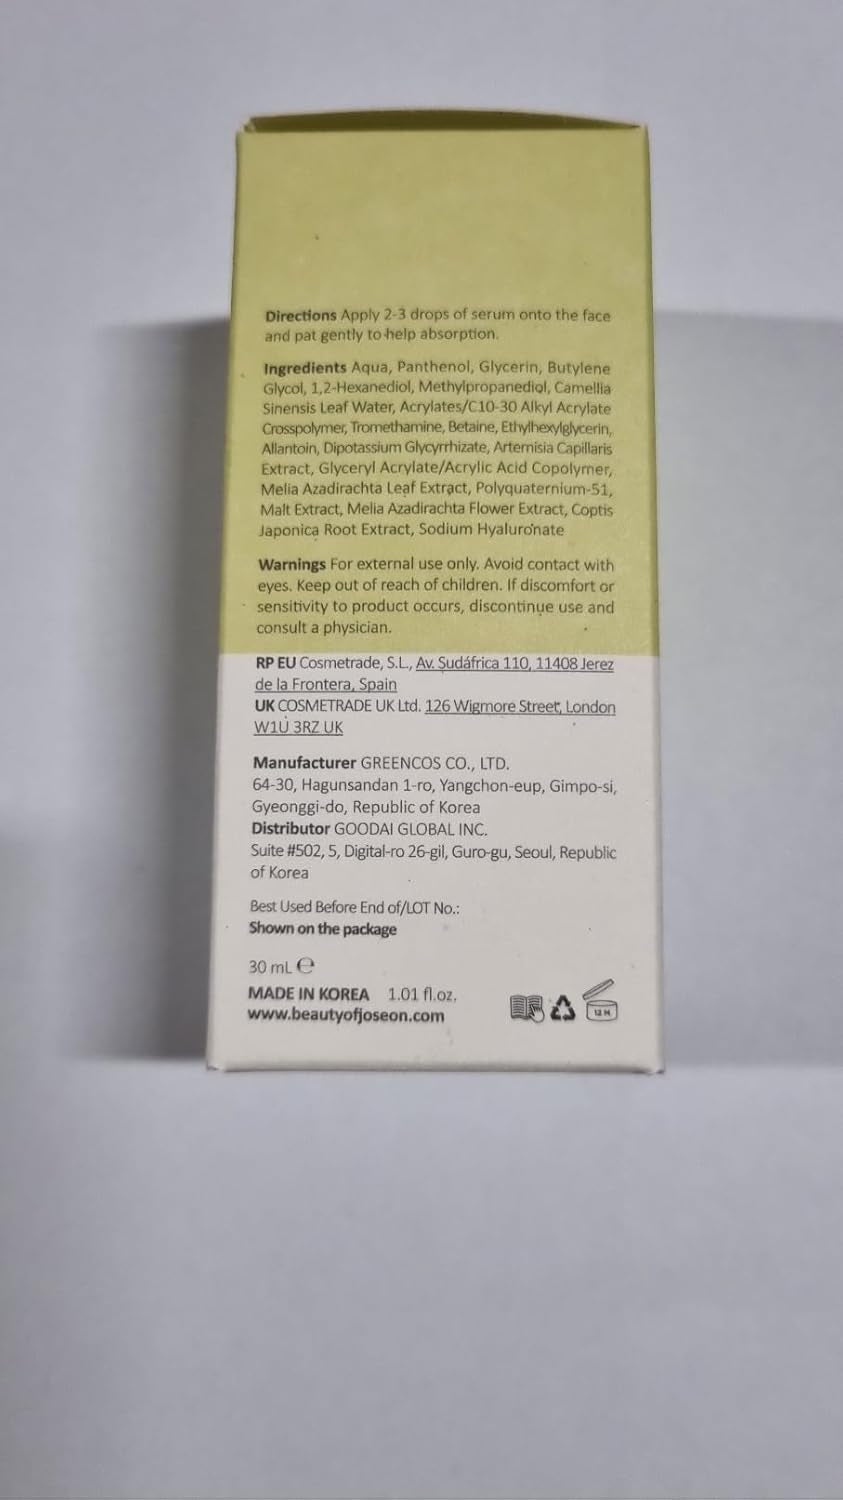 Directions Apply 2-3 drops of serum onto the face
and pat gently to help absorption.
Ingredients Aqua, Panthenol, Glycerin, Butylene
Glycol, 1,2-Hexanediol, Methylpropanediol, Camellia
Sinensis Leaf Water, Acrylates/C10-30 Alkyl Acrylate
Crosspolymer, Tromethamine, Betaine, Ethylhexylglycerin,
Allantoin, Dipotassium Glycyrrhizate, Artemisia Capillaris
Extract, Glyceryl Acrylate/Acrylic Acid Copolymer,
Melia Azadirachta Leaf Extract, Polyquaternium-51,
Malt Extract, Melia Azadirachta Flower Extract, Coptis
Japonica Root Extract, Sodium Hyaluronate
Warnings For external use only. Avoid contact with
eyes. Keep out of reach of children. If discomfort or
sensitivity to product occurs, discontinue use and
consult a physician.
RP EU Cosmetrade, S.L., Av. Sudáfrica 110, 11408 Jerez
de la Frontera, Spain
UK COSMETRADE UK Ltd. 126 Wigmore Street, London
W1U 3RZ UK
Manufacturer GREENCOS CO., LTD.
64-30, Hagunsandan 1-ro, Yangchon-eup, Gimpo-si,
Gyeonggi-do, Republic of Korea
Distributor GOODAI GLOBAL INC.
Suite #502, 5, Digital-ro 26-gil, Guro-gu, Seoul, Republic
of Korea
Best Used Before End of/LOT No.:
Shown on the package
30 mL ℮
MADE IN KOREA 1.01 fl.oz.
www.beautyofjoseon.com
12 M